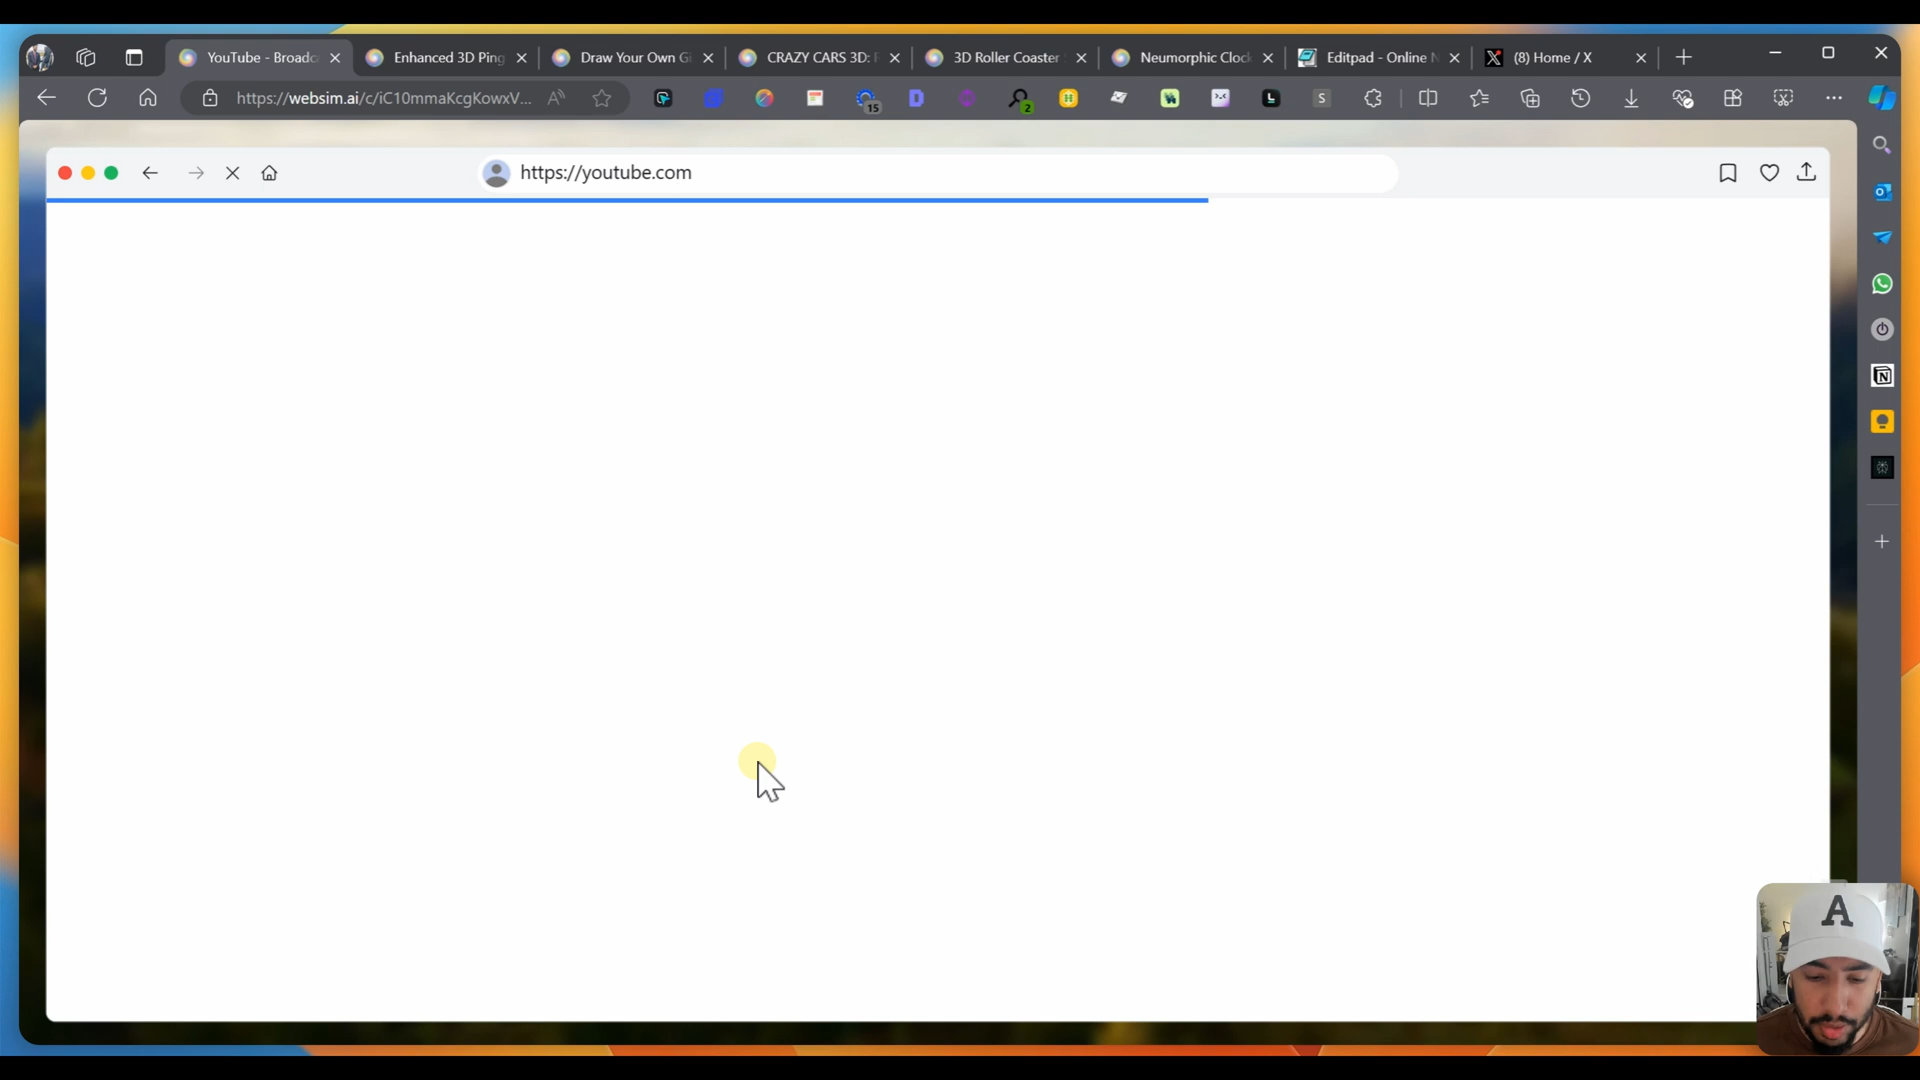 YouTube - Broadc
Enhanced 3D Ping
Draw Your Own Gi
CRAZY CARS 3D: R
3D Roller Coaster S
Neumorphic Clock
Editpad - Online N
(8) Home / X
https://websim.ai/c/iC10mmaKcgKowxV...
15
D
2
L
S
https://youtube.com
A